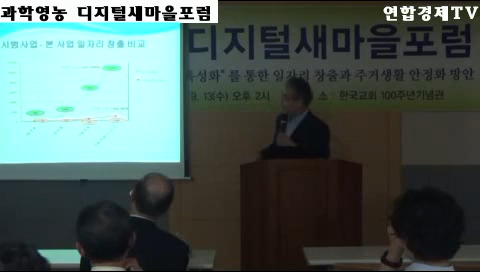 과학영농 디지털새마을포럼
연합경제TV
시범사업 - 본 사업 일자리 창출 비교
디지털새마을포럼
"를 통한 일자리 창출과 주거생활 안정화 방안
13(수) 오후 2시
소 : 한국교회 100주년기념관